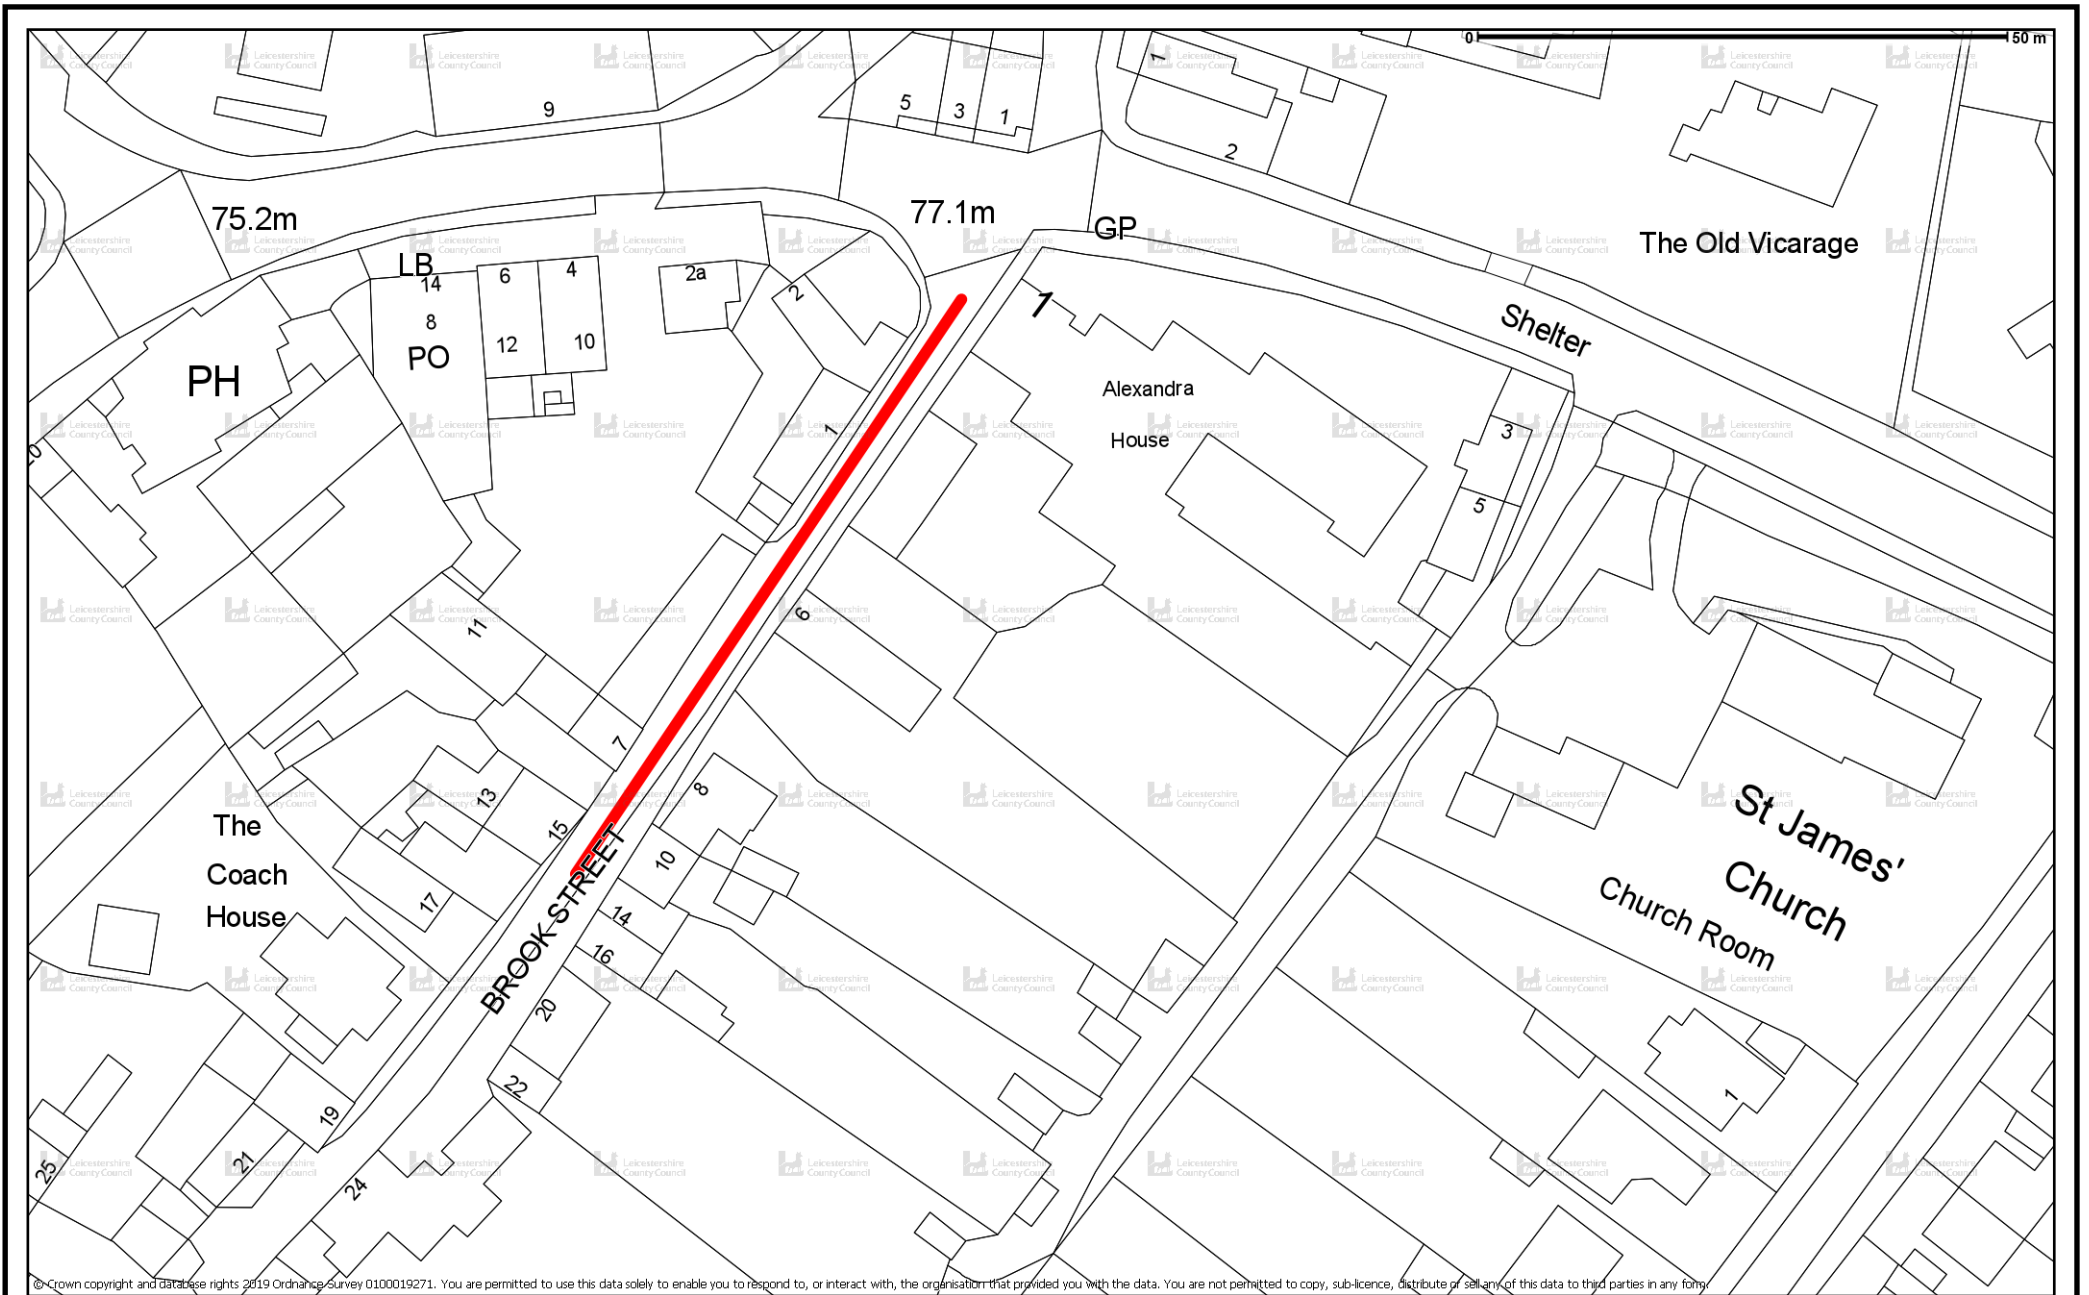 0
50 m
9
5
3
1
1
2
75.2m
77.1m
GP
The Old Vicarage
LB
14
6
4
2a
2
1
Shelter
8
12
10
PO
PH
Alexandra
House
1
3
5
20
6
11
7
8
13
15
10
The
Coach
House
17
14
16
BROOK STREET
20
22
19
21
24
25
St James'
Church
Church Room
1
Leicestershire
County Council
© Crown copyright and database rights 2019 Ordnance Survey 0100019271. You are permitted to use this data solely to enable you to respond to, or interact with, the organisation that provided you with the data. You are not permitted to copy, sub-licence, distribute or sell any of this data to third parties in any form.